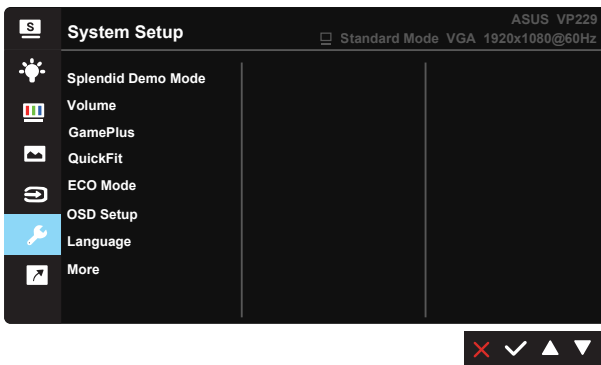 S
System Setup
ASUS VP229
Standard Mode VGA 1920x1080@60Hz
Splendid Demo Mode
Volume
GamePlus
QuickFit
ECO Mode
OSD Setup
Language
More